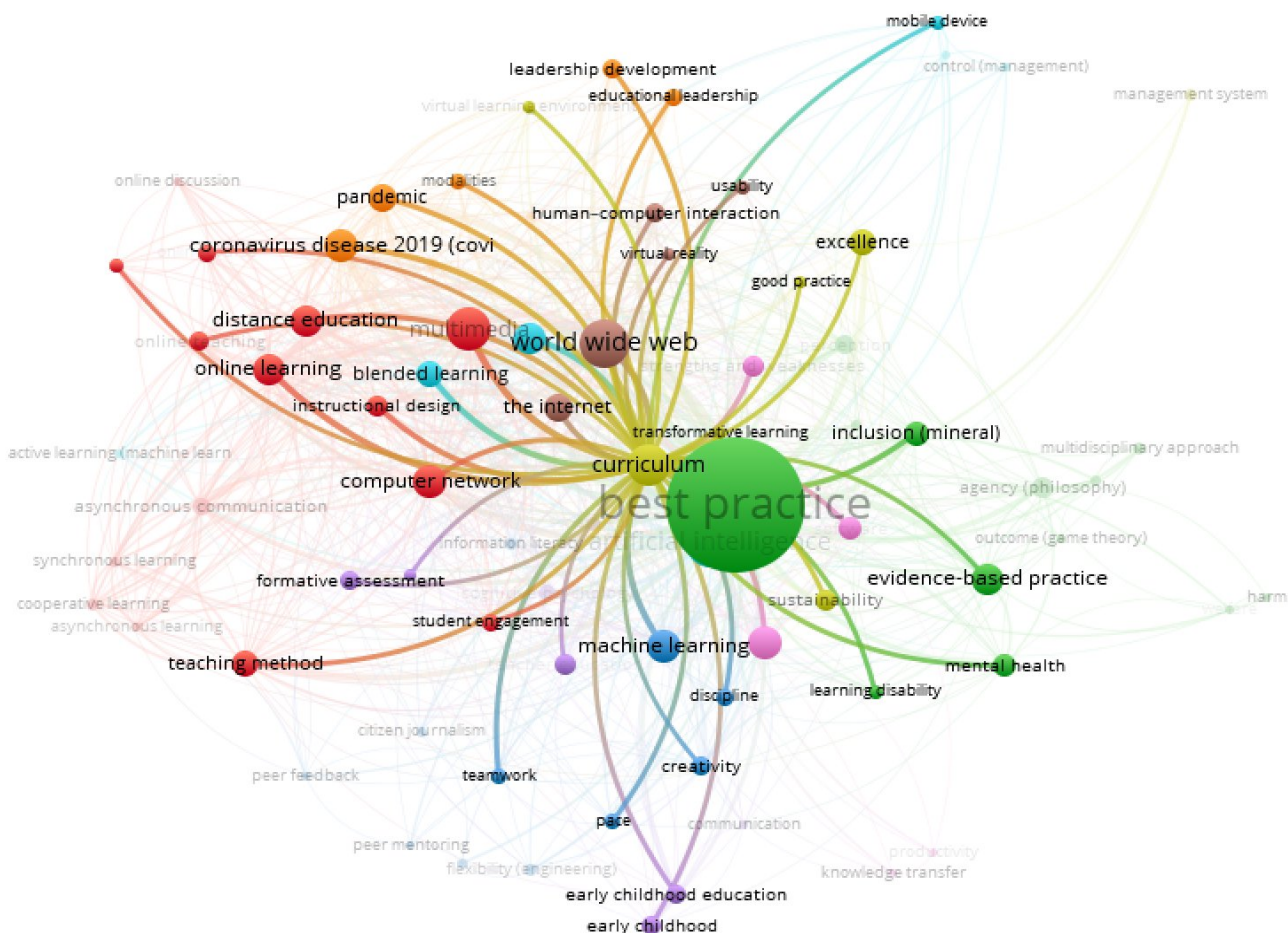 mobile device
control (management)
leadership development
educational leadership
management system
virtual learning environment
online discussion
modalities
usability
pandemic
human–computer interaction
coronavirus disease 2019 (covi
excellence
virtual reality
good practice
distance education
multimedia
world wide web
online teaching
perception
strengths and weaknesses
online learning
blended learning
instructional design
the internet
transformative learning
inclusion (mineral)
multidisciplinary approach
active learning (machine learn
curriculum
computer network
agency (philosophy)
best practice
asynchronous communication
information literacy
artificial intelligence
outcome (game theory)
synchronous learning
formative assessment
evidence-based practice
cooperative learning
sustainability
harm
asynchronous learning
student engagement
teaching method
machine learning
mental health
discipline
learning disability
citizen journalism
peer feedback
teamwork
creativity
pace
communication
peer mentoring
productivity
flexibility (engineering)
knowledge transfer
early childhood education
early childhood